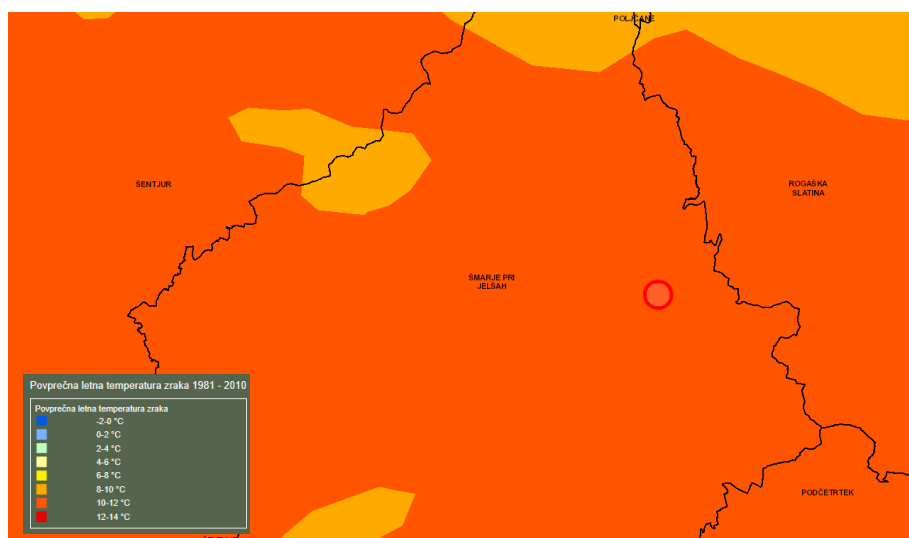 POLJČANE
ŠENTJUR
ROGAŠKA
SLATINA
ŠMARJE PRI
JELŠAH
Povprečna letna temperatura zraka 1981 - 2010
Povprečna letna temperatura zraka
-2-0 °C
0-2 °C
2-4 °C
4-6 °C
6-8 °C
8-10 °C
10-12 °C
12-14 °C
PODČETRTEK